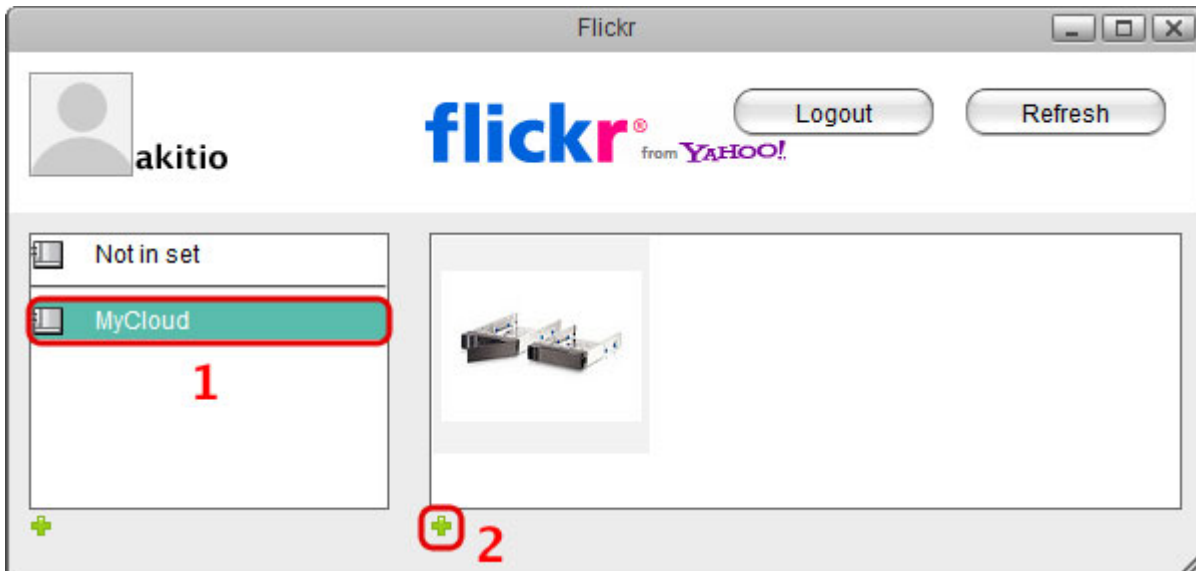 Flickr
akitio
flickr® from YAHOO!
Logout
Refresh
Not in set
MyCloud
1
2